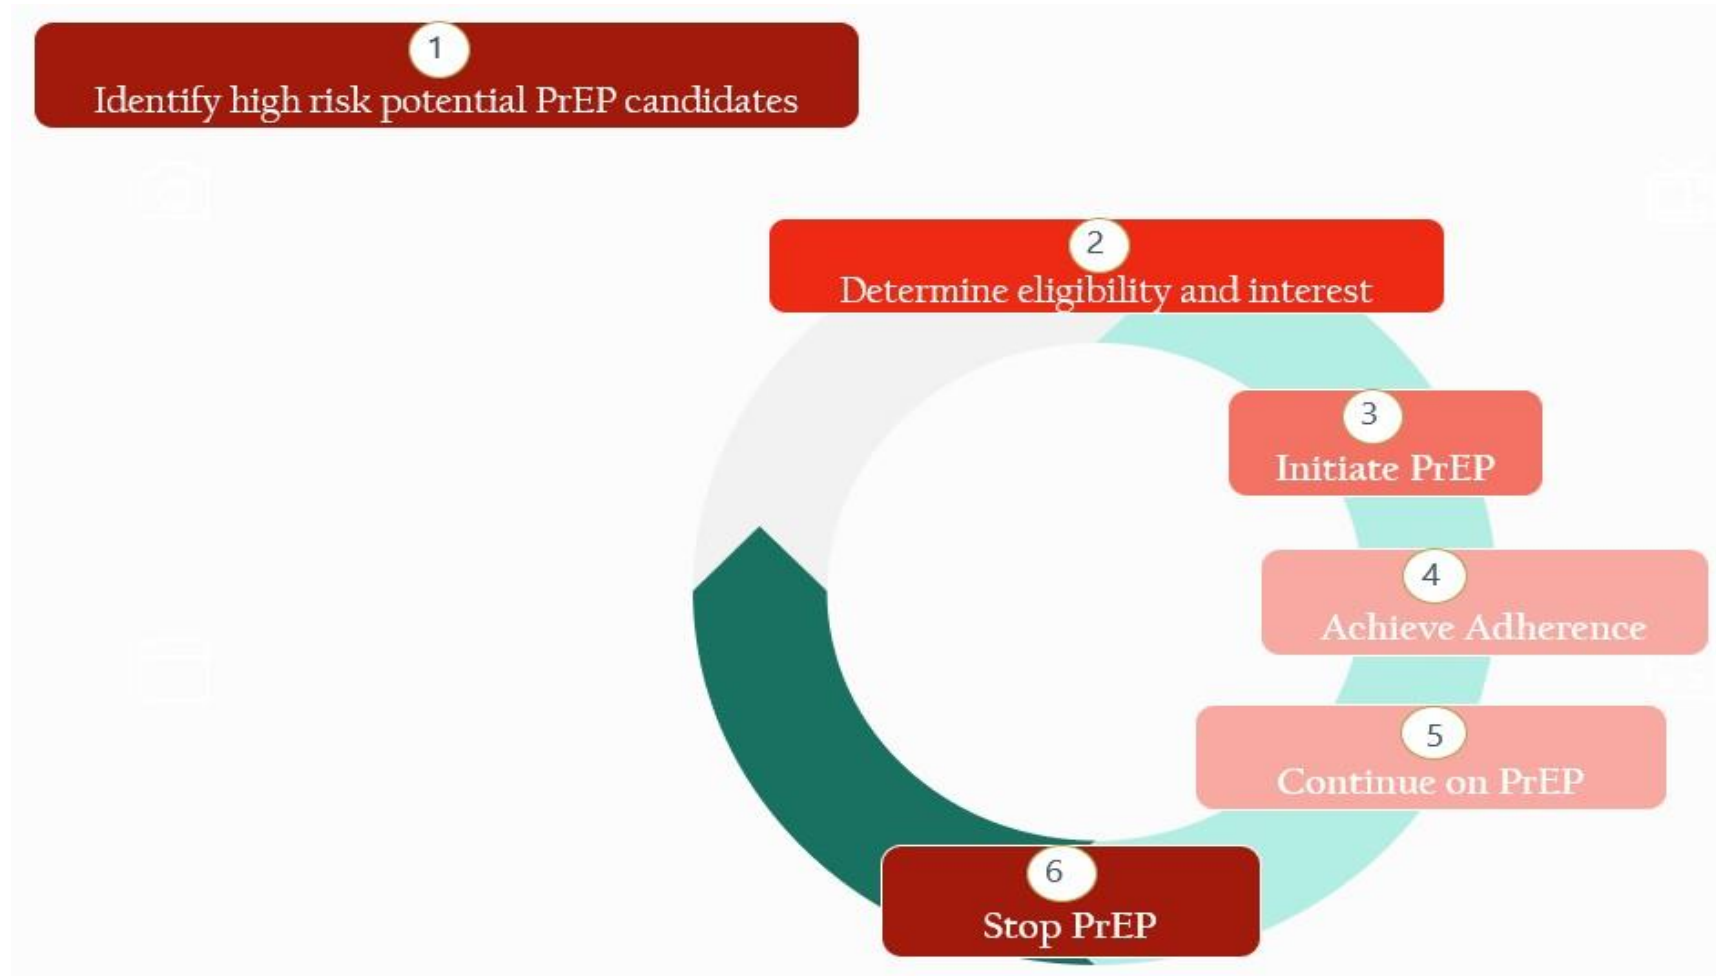 1
Identify high risk potential PrEP candidates
2
Determine eligibility and interest
3
Initiate PrEP
4
Achieve Adherence
5
Continue on PrEP
6
Stop PrEP